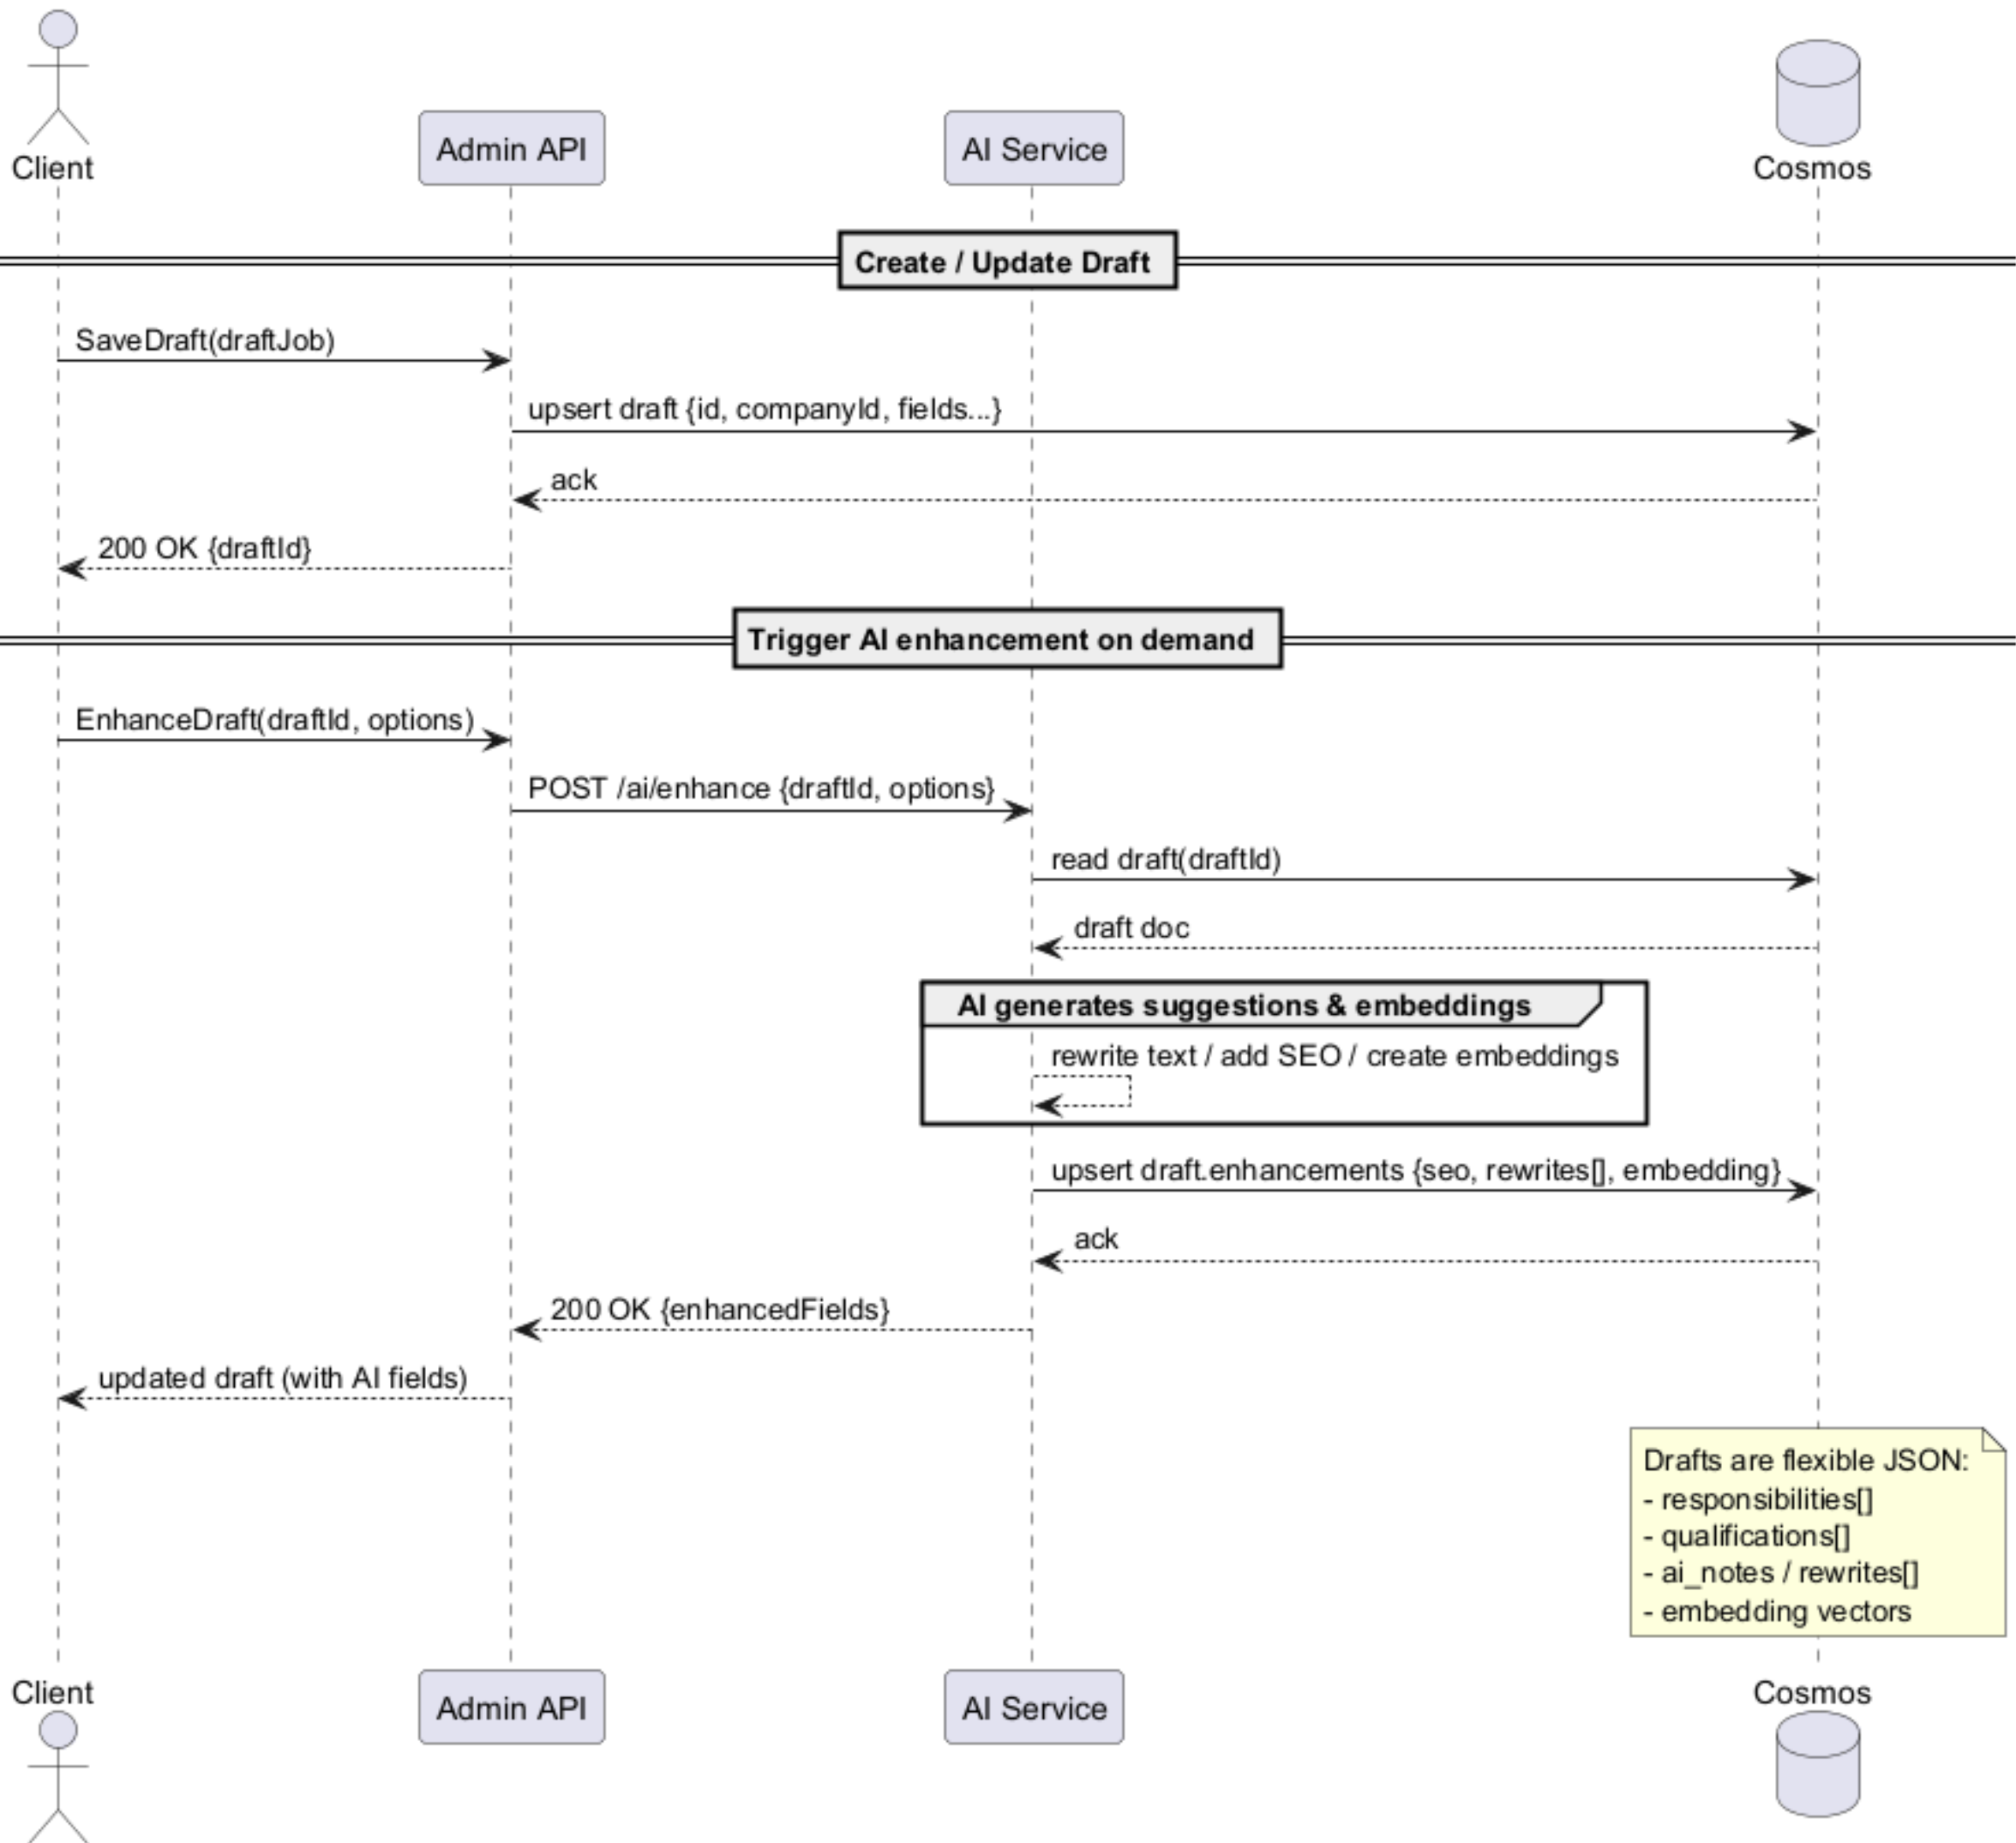 Client
Admin API
AI Service
Cosmos
Create / Update Draft
SaveDraft(draftJob)
upsert draft {id, companyId, fields...}
ack
200 OK {draftId}
Trigger AI enhancement on demand
EnhanceDraft(draftId, options)
POST /ai/enhance {draftId, options}
read draft(draftId)
draft doc
AI generates suggestions & embeddings
rewrite text / add SEO / create embeddings
upsert draft.enhancements {seo, rewrites[], embedding}
ack
200 OK {enhancedFields}
updated draft (with AI fields)
Drafts are flexible JSON:
- responsibilities[]
- qualifications[]
- ai_notes / rewrites[]
- embedding vectors
Client
Admin API
AI Service
Cosmos